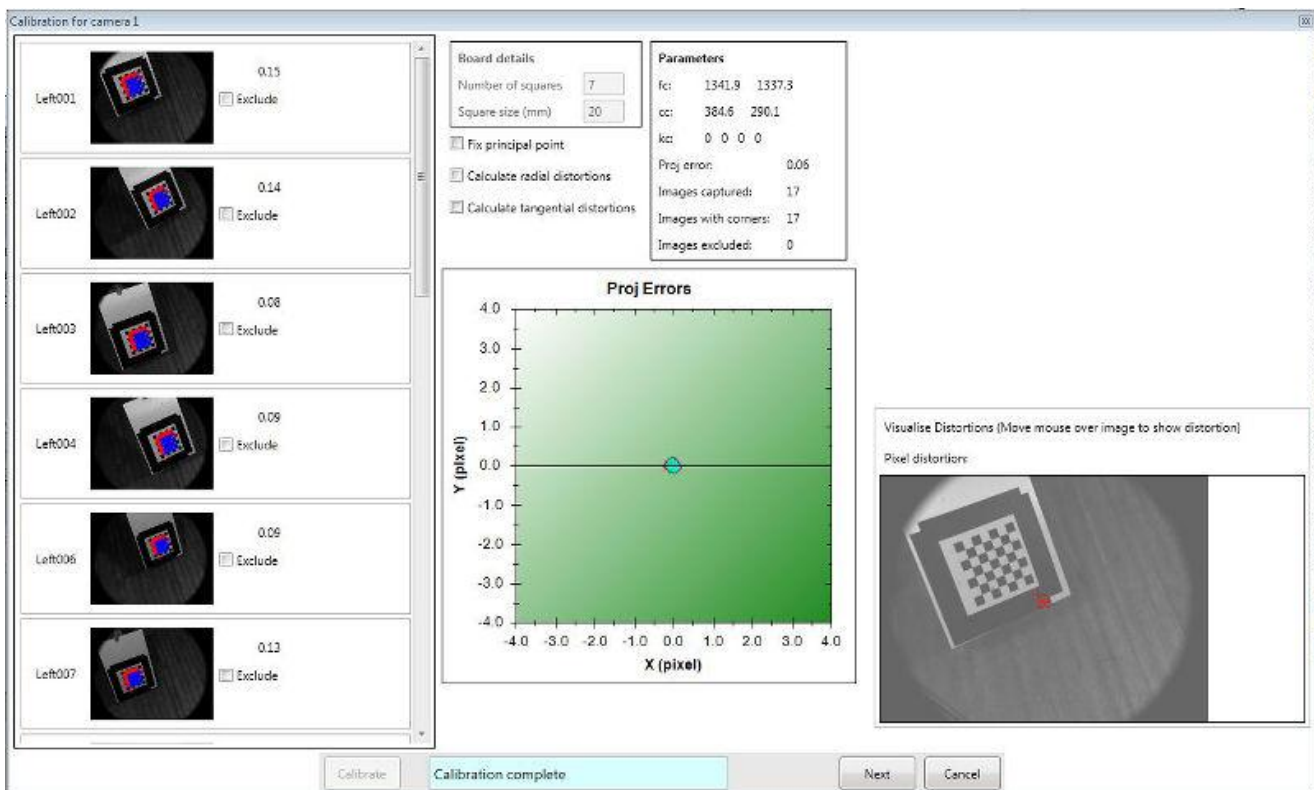 Calibration for camera 1
Left001
0.15
Exclude
Left002
0.14
Exclude
Left003
0.08
Exclude
Left004
0.09
Exclude
Left006
0.09
Exclude
Left007
0.13
Exclude
Board details
Number of squares 7
Square size (mm) 20
Fix principal point
Calculate radial distortions
Calculate tangential distortions
Parameters
fc: 1341.9 1337.3
cc: 384.6 290.1
kc: 0 0 0 0
Proj error: 0.06
Images captured: 17
Images with corners: 17
Images excluded: 0
Proj Errors
4.0
3.0
2.0
1.0
0.0
-1.0
-2.0
-3.0
-4.0
Y (pixel)
-4.0 -3.0 -2.0 -1.0 0.0 1.0 2.0 3.0 4.0
X (pixel)
Visualise Distortions (Move mouse over image to show distortion)
Pixel distortion:
Calibrate
Calibration complete
Next
Cancel